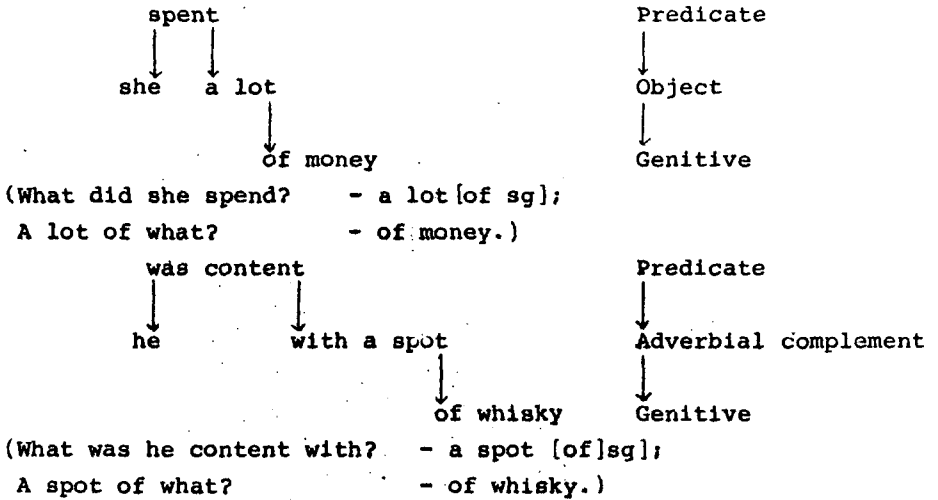 spent Predicate
she a lot Object
of money Genitive
(What did she spend? - a lot [of sg];
A lot of what? - of money.)
was content Predicate
he with a spot Adverbial complement
of whisky Genitive
(What was he content with? - a spot [of]sg];
A spot of what? - of whisky.)